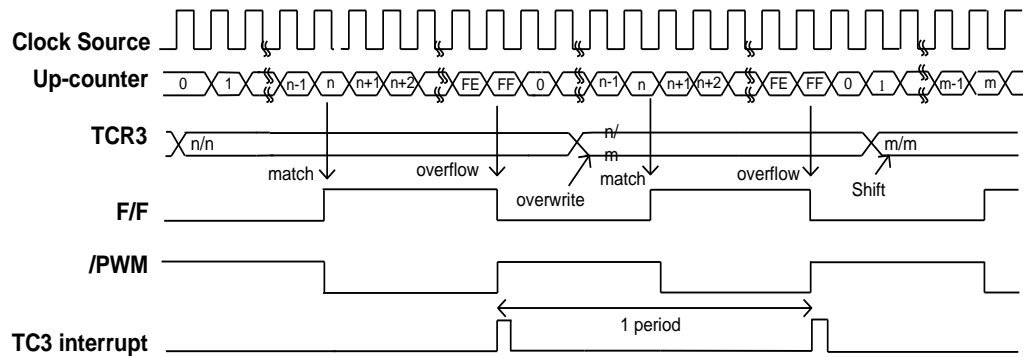 Clock Source
Up-counter
0 1 n-1 n n+1 n+2 FE FF 0 n-1 n n+1 n+2 FE FF 0 1 m-1 m
TCR3
n/n
n/
m
m/m
match
overflow
overwrite
match
overflow
Shift
F/F
/PWM
1 period
TC3 interrupt